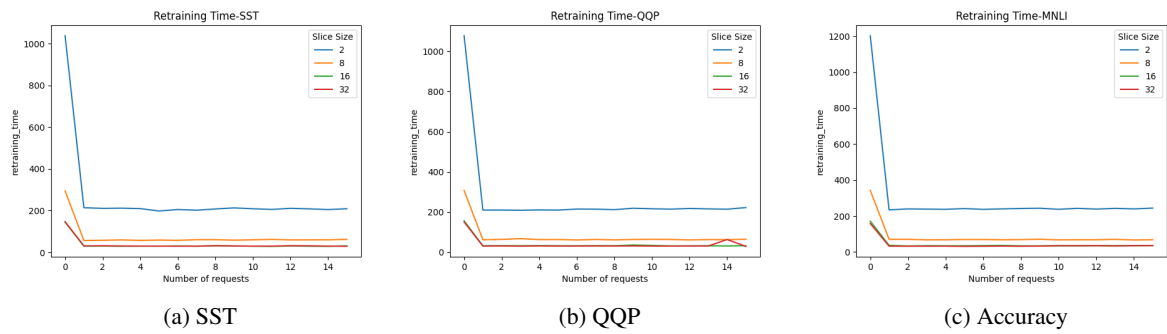 Retraining Time-SST
retraining_time
1000
800
600
400
200
0
0 2 4 6 8 10 12 14
Number of requests
Slice Size
2
8
16
32
(a) SST
Retraining Time-QQP
retraining_time
1000
800
600
400
200
0
0 2 4 6 8 10 12 14
Number of requests
Slice Size
2
8
16
32
(b) QQP
Retraining Time-MNLI
retraining_time
1200
1000
800
600
400
200
0
0 2 4 6 8 10 12 14
Number of requests
Slice Size
2
8
16
32
(c) Accuracy